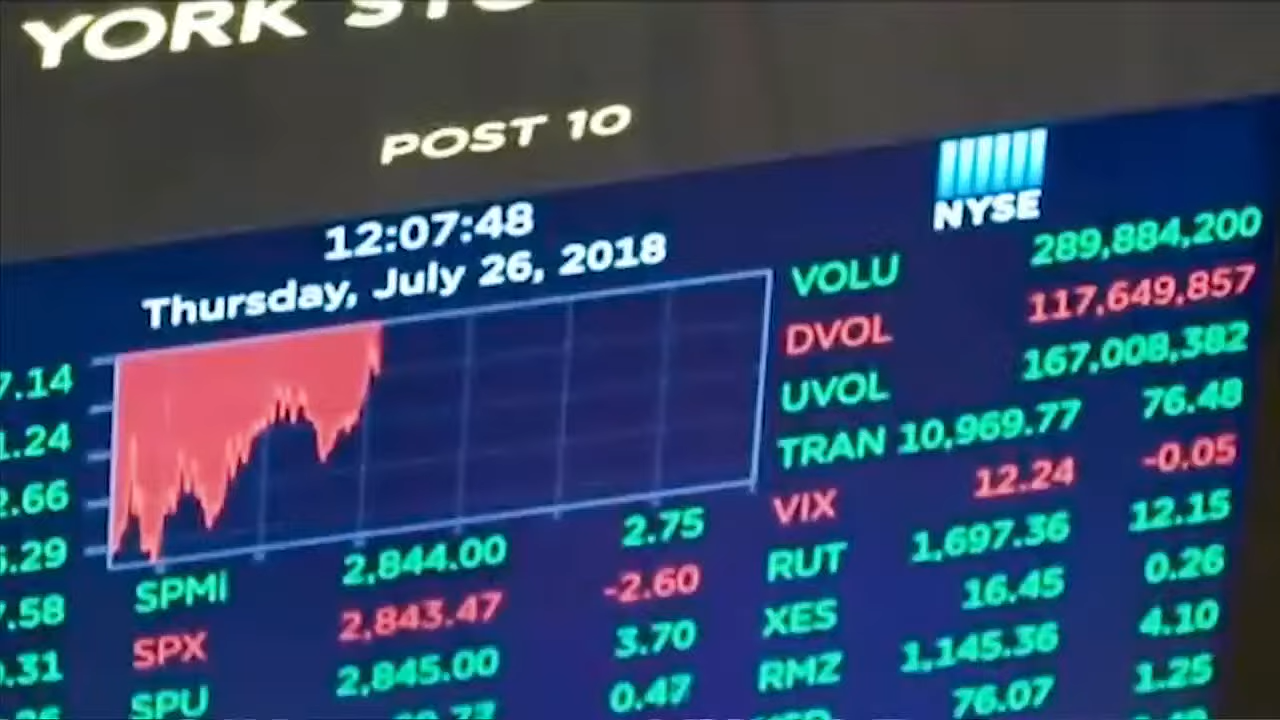 YORK
POST 10
NYSE
12:07:48
Thursday, July 26, 2018
VOLU 289,884,200
DVOL 117,649,857
UVOL 167,008,382
TRAN 10,969.77 76.48
VIX 12.24 -0.05
RUT 1,697.36 12.15
XES 16.45 0.26
RMZ 1,145.36 4.10
76.07 1.25
7.14
1.24
2.66
6.29
7.58
.31
SPMI 2,844.00 2.75
SPX 2,843.47 -2.60
SPU 2,845.00 3.70
0.47